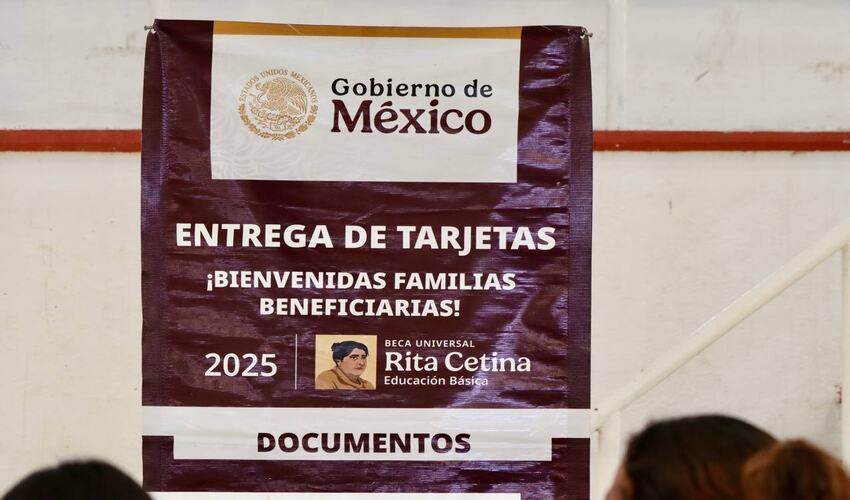 ESTADOS UNIDOS MEXICANOS
Gobierno de
México
ENTREGA DE TARJETAS
¡BIENVENIDAS FAMILIAS
BENEFICIARIAS!
2025
BECA UNIVERSAL
Rita Cetina
Educación Básica
DOCUMENTOS